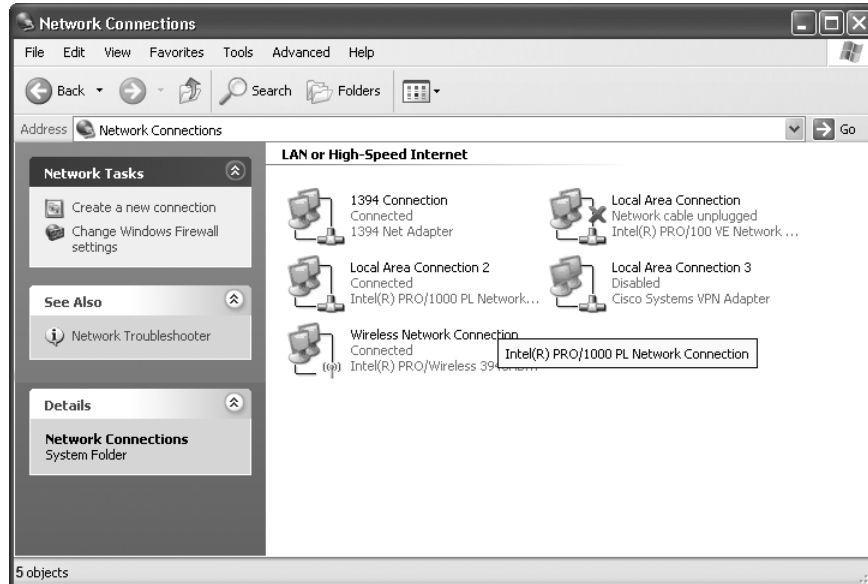 Network Connections
File Edit View Favorites Tools Advanced Help
Back Search Folders
Address Network Connections Go
Network Tasks
Create a new connection
Change Windows Firewall
settings
See Also
Network Troubleshooter
Details
Network Connections
System Folder
LAN or High-Speed Internet
1394 Connection
Connected
1394 Net Adapter
Local Area Connection
Network cable unplugged
Intel(R) PRO/100 VE Network ...
Local Area Connection 2
Connected
Intel(R) PRO/1000 PL Network...
Local Area Connection 3
Disabled
Cisco Systems VPN Adapter
Wireless Network Connection
Connected
Intel(R) PRO/Wireless
Intel(R) PRO/1000 PL Network Connection
5 objects